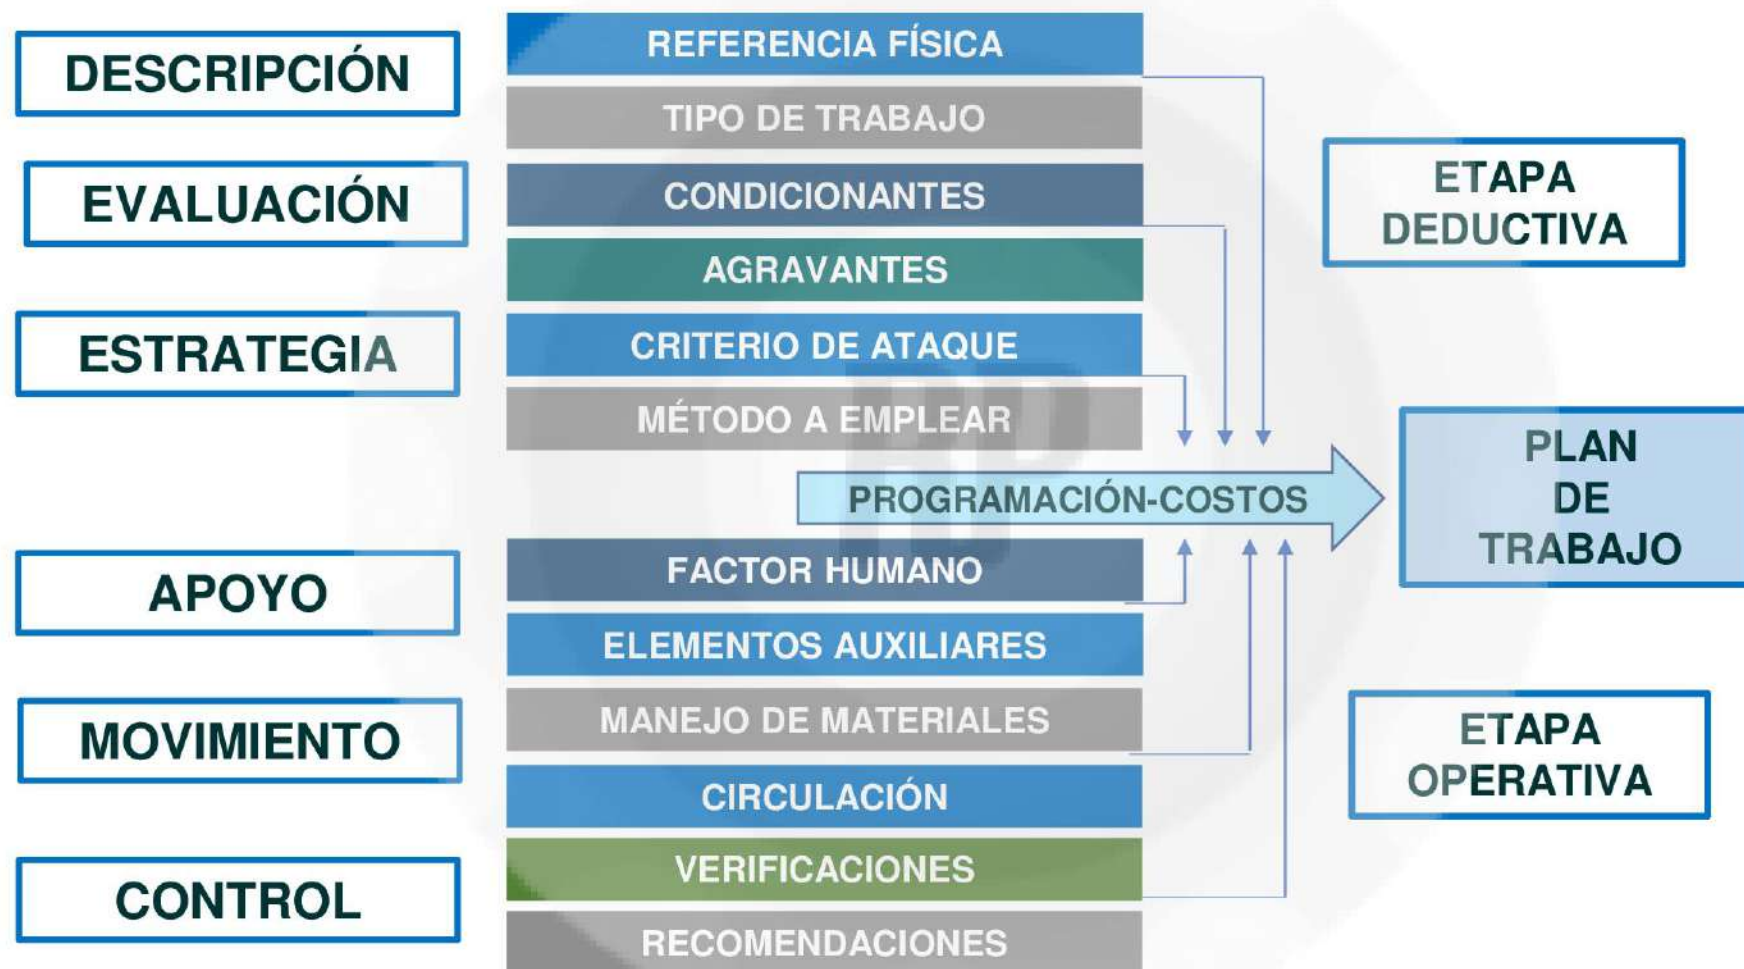 DESCRIPCIÓN
REFERENCIA FÍSICA
TIPO DE TRABAJO
EVALUACIÓN
CONDICIONANTES
AGRAVANTES
ESTRATEGIA
CRITERIO DE ATAQUE
MÉTODO A EMPLEAR
ETAPA
DEDUCTIVA
PROGRAMACIÓN-COSTOS
PLAN
DE
TRABAJO
APOYO
FACTOR HUMANO
ELEMENTOS AUXILIARES
MOVIMIENTO
MANEJO DE MATERIALES
CIRCULACIÓN
CONTROL
VERIFICACIONES
RECOMENDACIONES
ETAPA
OPERATIVA